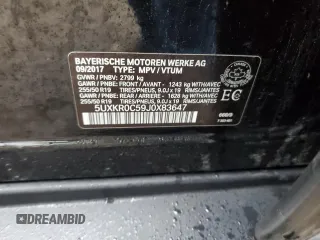 BAYERISCHE MOTOREN WERKE AG
09/2017 TYPE: MPV / VTUM
GVWR / PNBV: 2799 kg
GAWR / PNBE: FRONT / AVANT - 1243 kg WITH/AVEC
255/50 R19 TIRES/PNEUS, 9.0J x 19 RIMS/JANTES
GAWR / PNBE: REAR / ARRIERE - 1628 kg WITH/AVEC
255/50 R19 TIRES/PNEUS, 9.0J x 19 RIMS/JANTES
5UXKR0C59J0X83647
EC
© AUTOBIDMASTER
DREAMBID